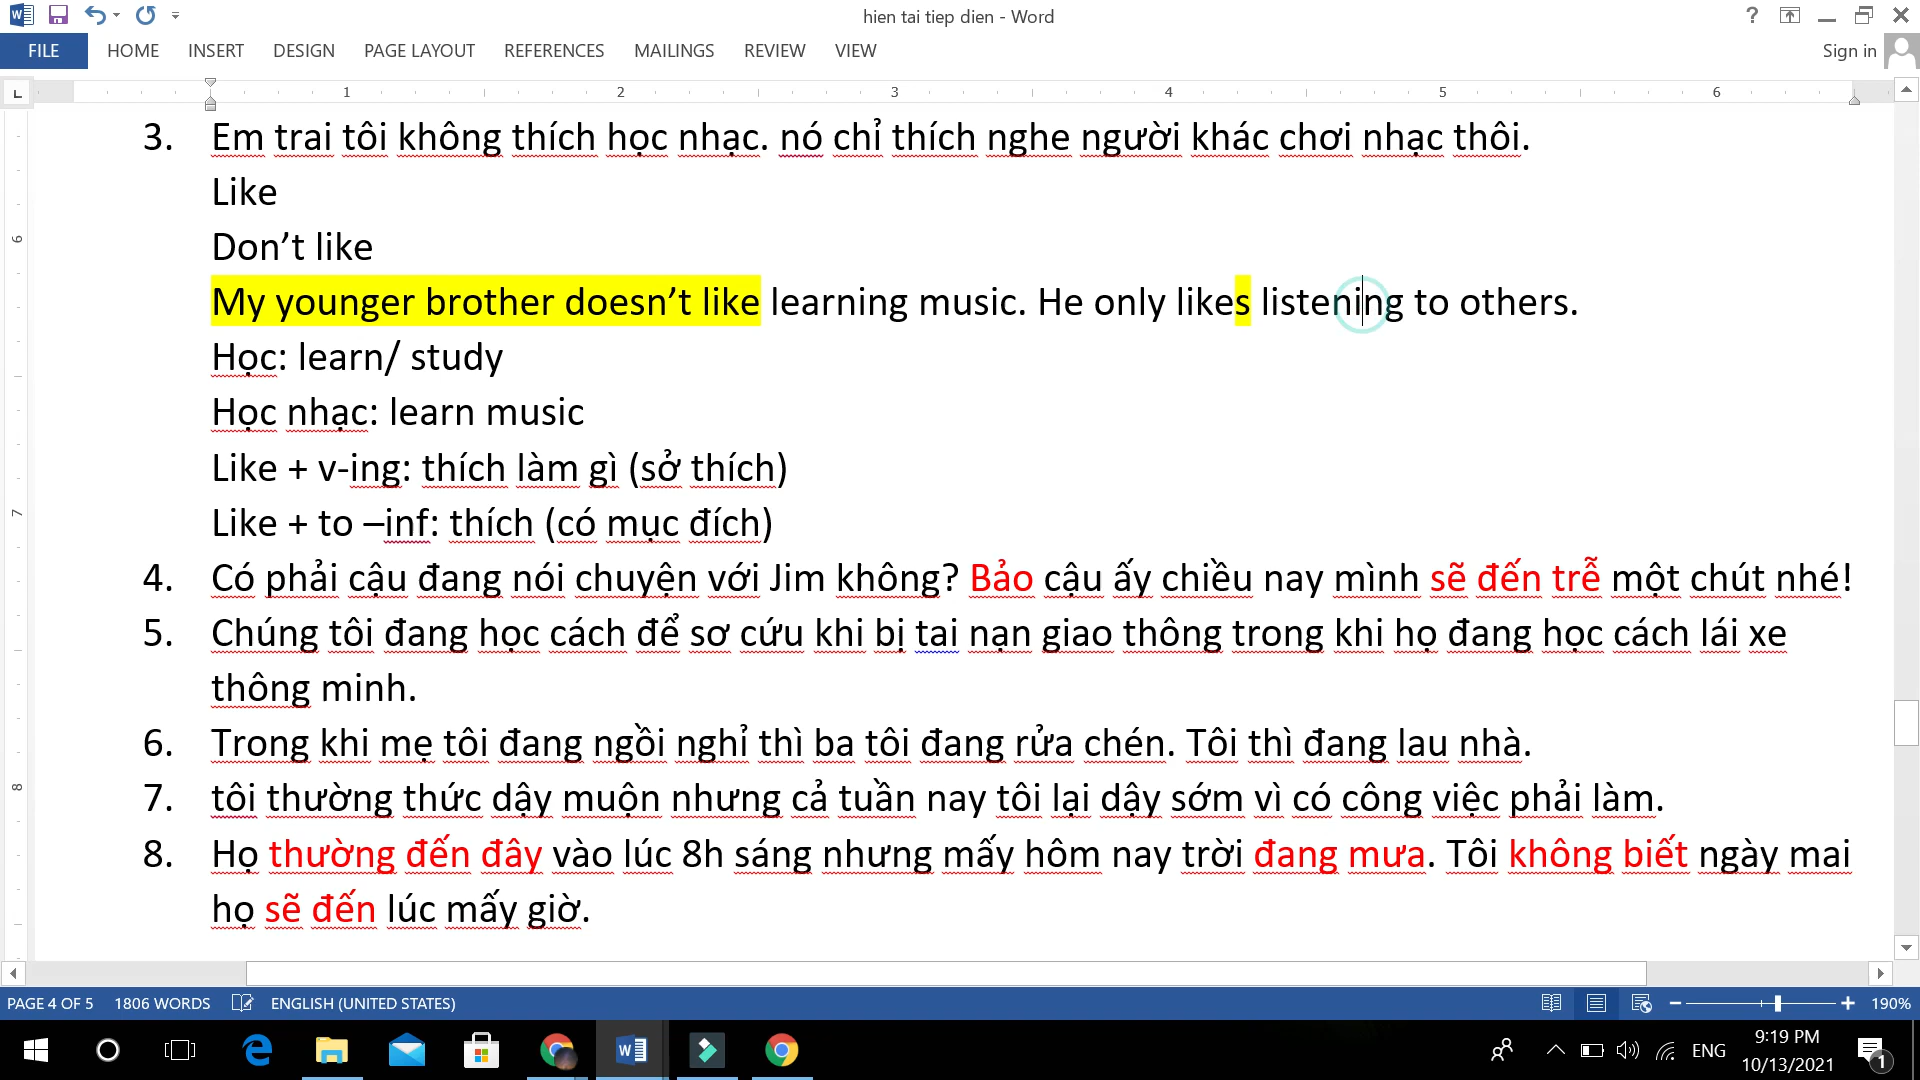 hien tai tiep dien - Word
FILE HOME INSERT DESIGN PAGE LAYOUT REFERENCES MAILINGS REVIEW VIEW Sign in
1 2 3 4 5 6
3. Em trai tôi không thích học nhạc. nó chỉ thích nghe người khác chơi nhạc thôi.
Like
Don’t like
My younger brother doesn’t like learning music. He only likes listening to others.
Học: learn/ study
Học nhạc: learn music
Like + v-ing: thích làm gì (sở thích)
Like + to –inf: thích (có mục đích)
4. Có phải cậu đang nói chuyện với Jim không? Bảo cậu ấy chiều nay mình sẽ đến trễ một chút nhé!
5. Chúng tôi đang học cách để sơ cứu khi bị tai nạn giao thông trong khi họ đang học cách lái xe
thông minh.
6. Trong khi mẹ tôi đang ngồi nghỉ thì ba tôi đang rửa chén. Tôi thì đang lau nhà.
7. tôi thường thức dậy muộn nhưng cả tuần nay tôi lại dậy sớm vì có công việc phải làm.
8. Họ thường đến đây vào lúc 8h sáng nhưng mấy hôm nay trời đang mưa. Tôi không biết ngày mai
họ sẽ đến lúc mấy giờ.
6
7
8
PAGE 4 OF 5 1806 WORDS ENGLISH (UNITED STATES) 190%
ENG 9:19 PM
10/13/2021 1